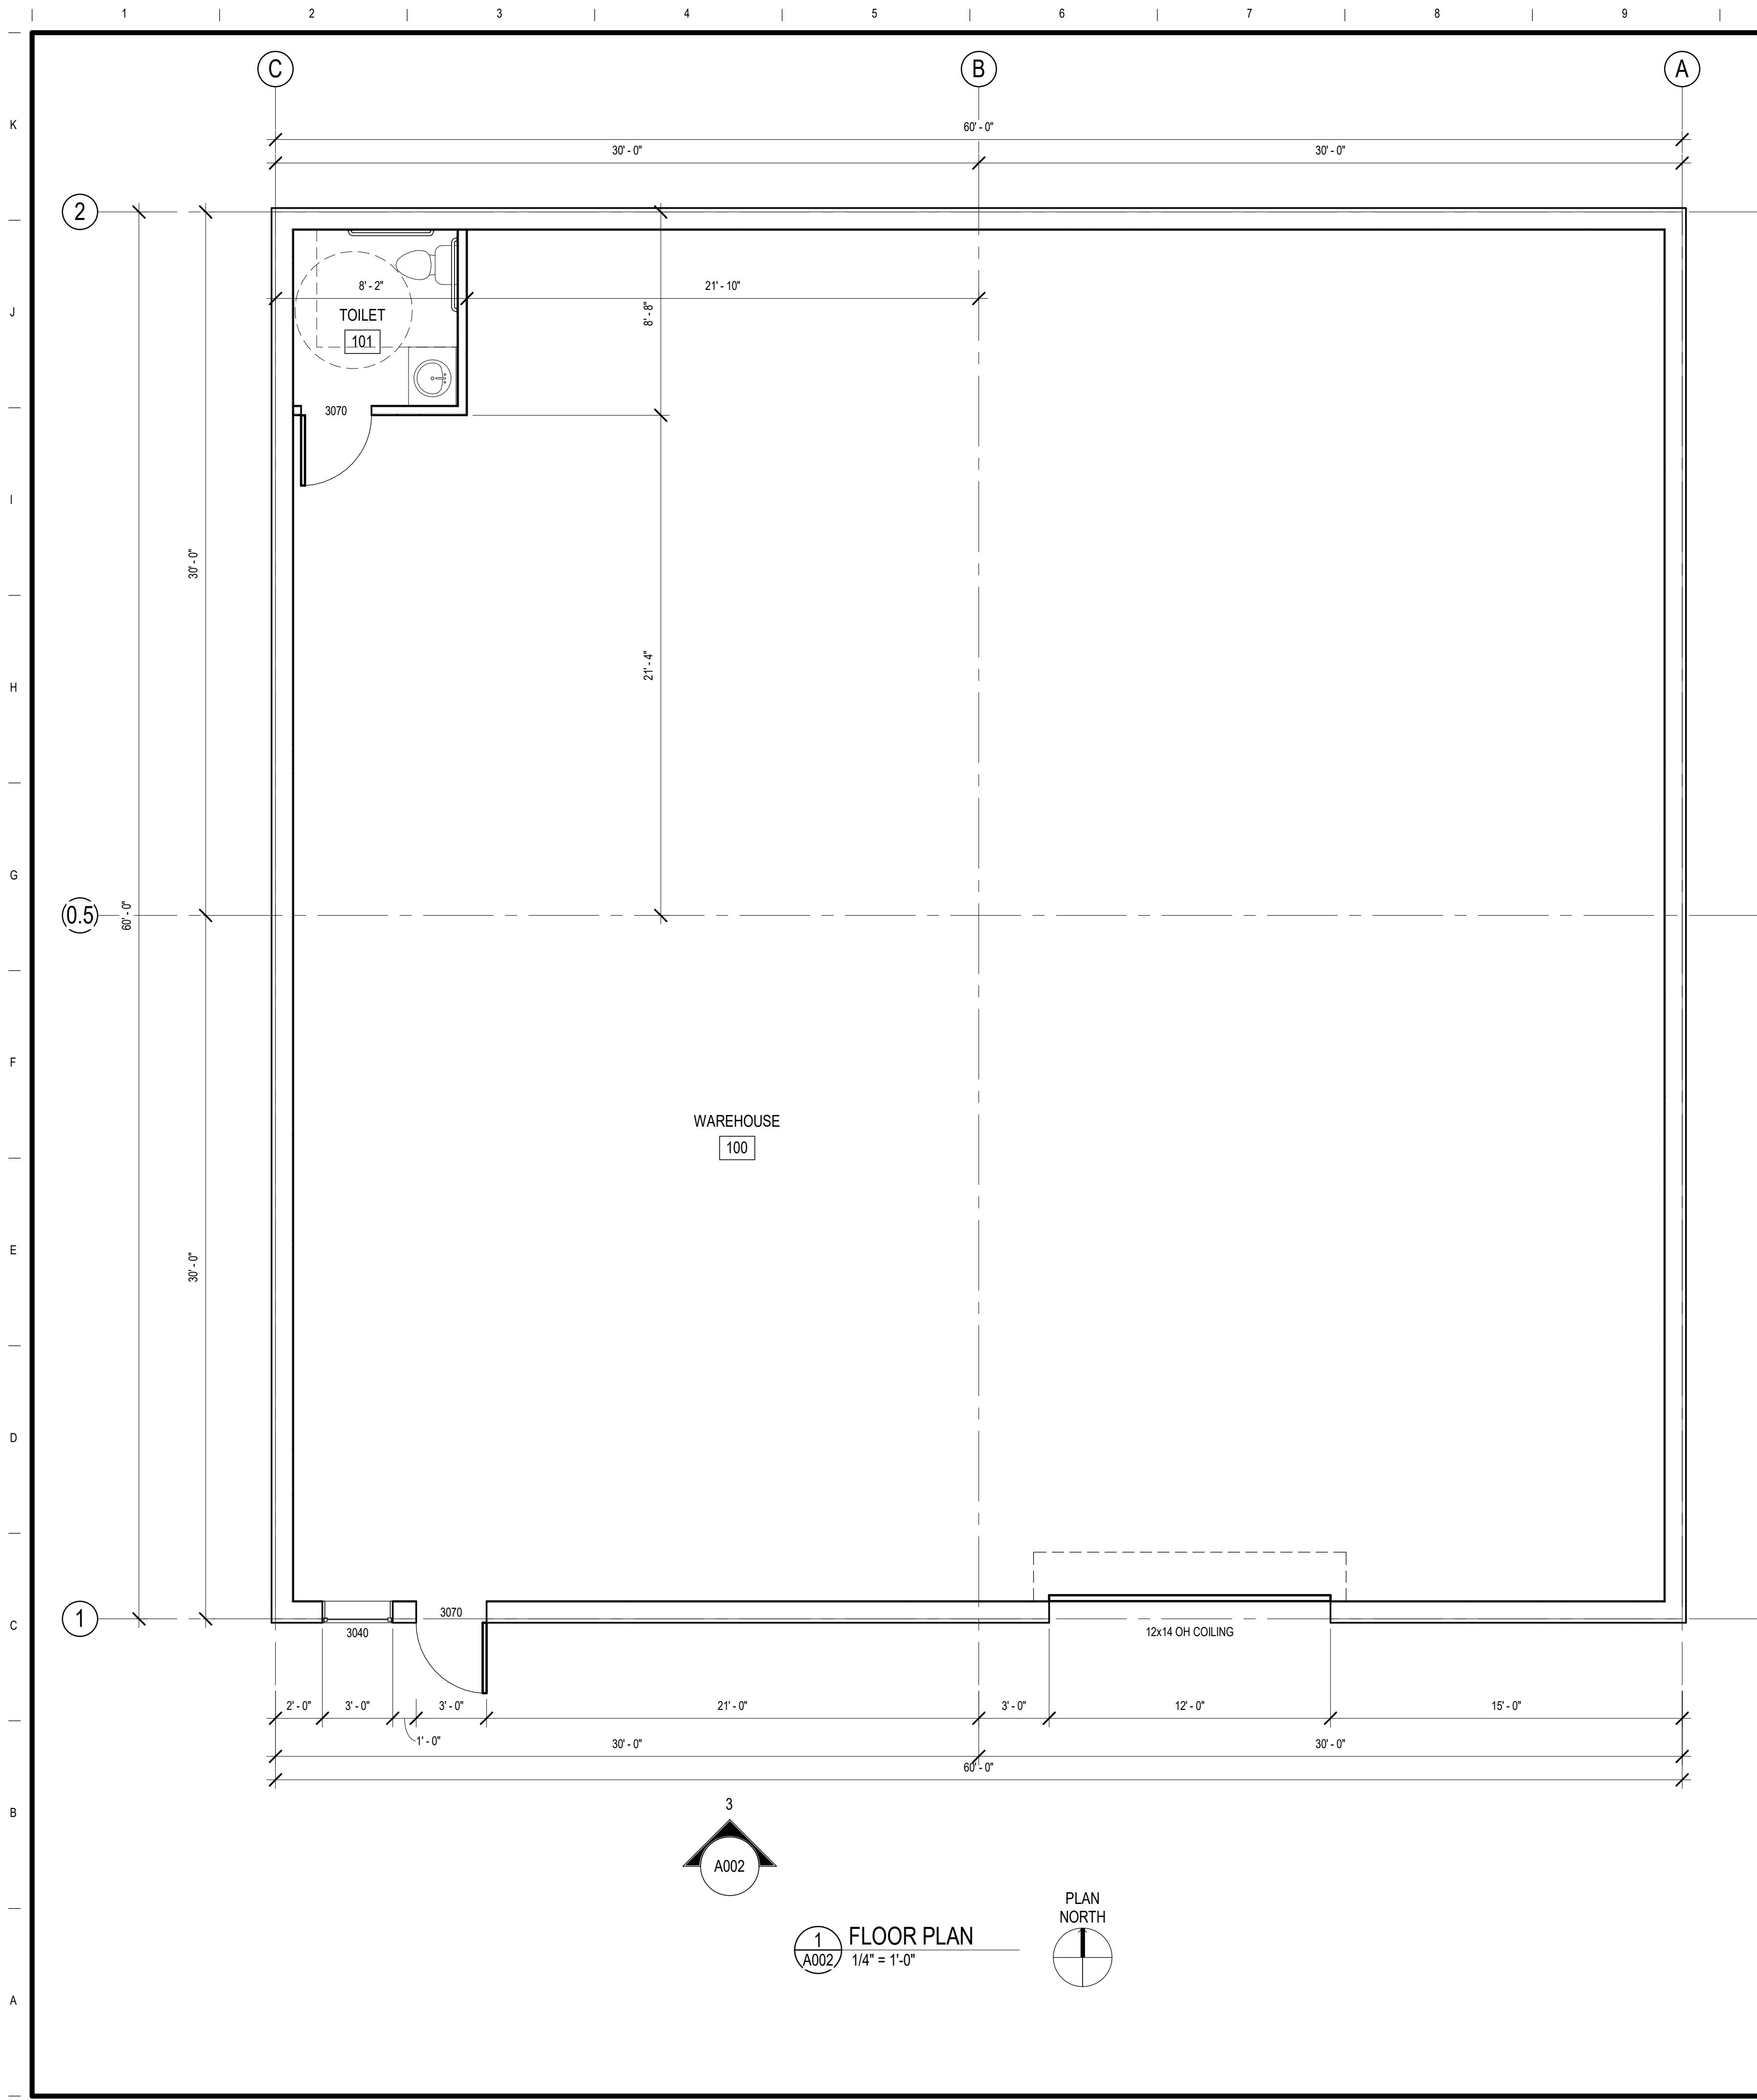 1 2 3 4 5 6 7 8 9
C B A
K
60' - 0"
30' - 0" 30' - 0"
2
J
8' - 2" 21' - 10"
8' - 8"
TOILET
101
3070
I
30' - 0"
21' - 4"
H
G
0.5
60' - 0"
F
WAREHOUSE
100
E
30' - 0"
D
C
1
3070
3040
12x14 OH COILING
2' - 0" 3' - 0" 3' - 0" 21' - 0" 3' - 0" 12' - 0" 15' - 0"
1' - 0"
30' - 0" 30' - 0"
60' - 0"
B
3
A002
PLAN
NORTH
1
A002
FLOOR PLAN
1/4" = 1'-0"
A